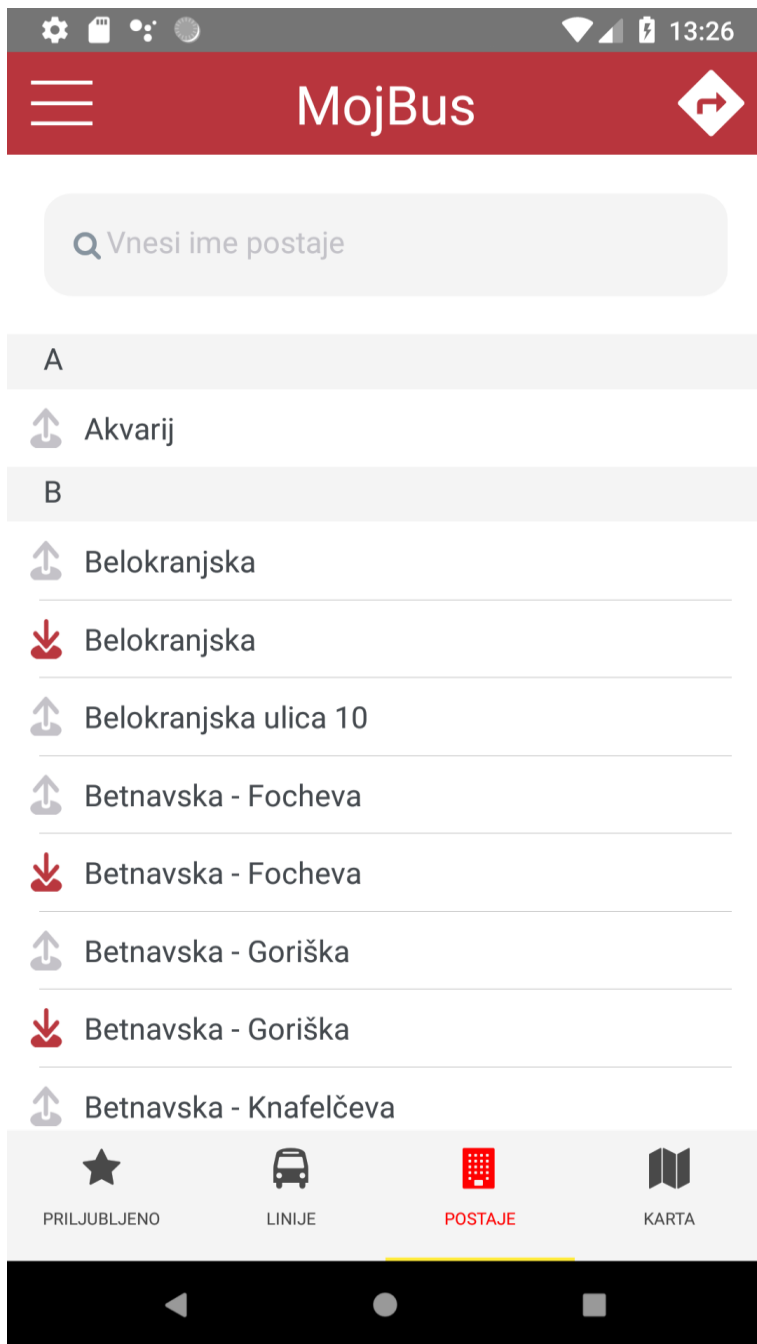 13:26
MojBus
Vnesi ime postaje
A
Akvarij
B
Belokranjska
Belokranjska
Belokranjska ulica 10
Betnavska - Focheva
Betnavska - Focheva
Betnavska - Goriška
Betnavska - Goriška
Betnavska - Knafelčeva
PRILJUBLJENO LINIJE POSTAJE KARTA